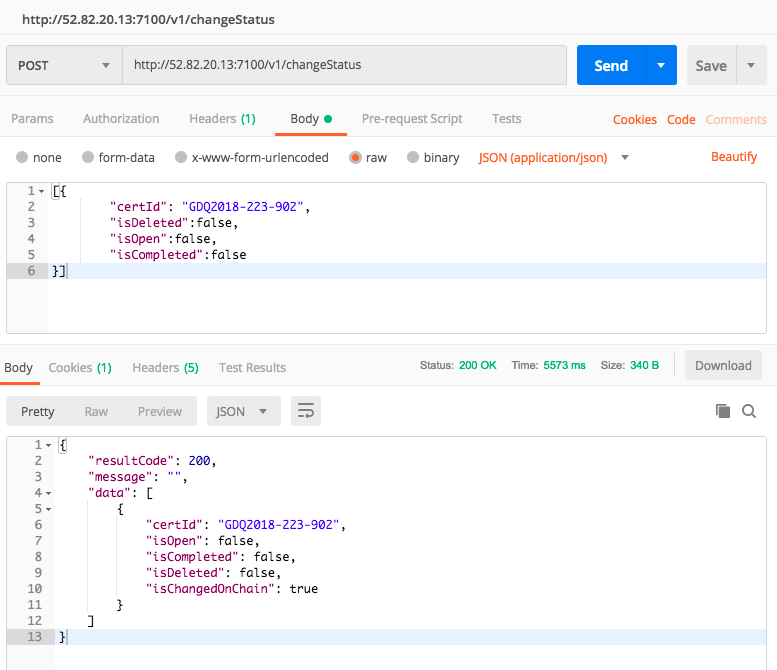 http://52.82.20.13:7100/v1/changeStatus
POST http://52.82.20.13:7100/v1/changeStatus Send Save
Params Authorization Headers (1) Body Pre-request Script Tests Cookies Code Comments
none form-data x-www-form-urlencoded raw binary JSON (application/json) Beautify
1 [{
2 "certId": "GDQ2018-223-902",
3 "isDeleted":false,
4 "isOpen":false,
5 "isCompleted":false
6 }]
Body Cookies (1) Headers (5) Test Results Status: 200 OK Time: 5573 ms Size: 340 B Download
Pretty Raw Preview JSON
1 {
2 "resultCode": 200,
3 "message": "",
4 "data": [
5 {
6 "certId": "GDQ2018-223-902",
7 "isOpen": false,
8 "isCompleted": false,
9 "isDeleted": false,
10 "isChangedOnChain": true
11 }
12 ]
13 }